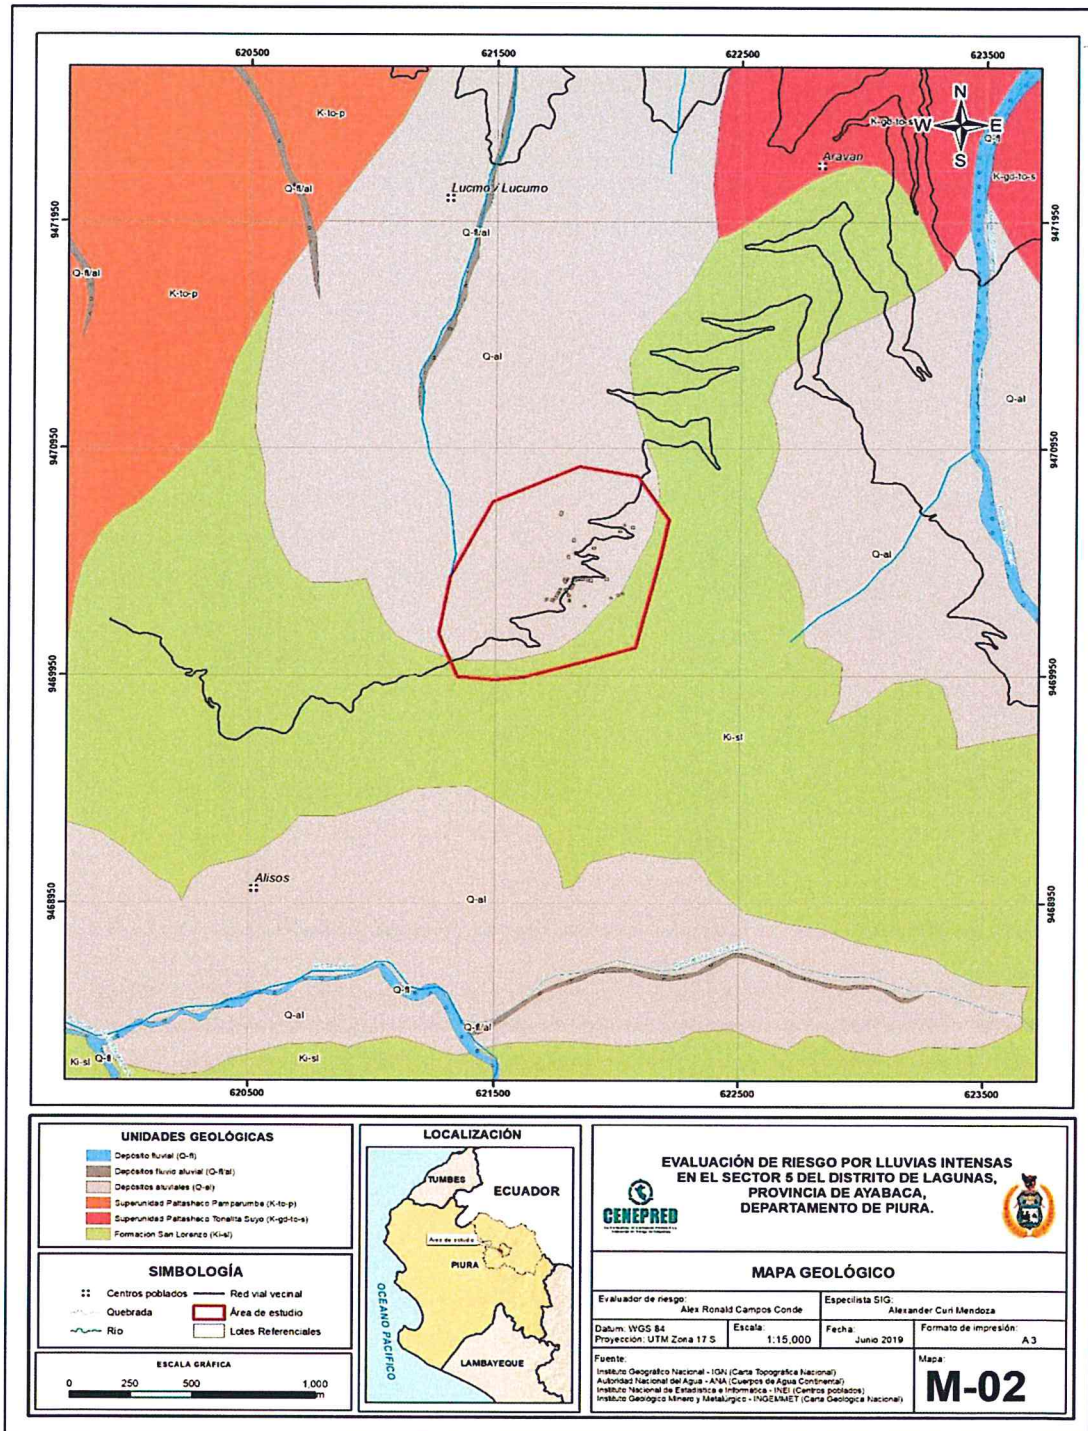 620500 621500 622500 623500
K-to-p
K-gd-to-s
N
W E
S
Q-fl
Aravan
Q-fl/al
Lucmo y Lucumo
K-gd-to-s
9471950
9471950
Q-fl/al
Q-fl/al
K-to-p
Q-al
Q-al
9470950
9470950
Q-al
9469950
9469950
Ki-sl
Alisos
9468950
9468950
Q-al
Q-fl
Q-al
Q-fl/al
Ki-sl
Q-fl
Ki-sl
620500 621500 622500 623500
UNIDADES GEOLÓGICAS
Depósito fluvial (Q-fl)
Depósitos fluvio aluvial (Q-fl/al)
Depósitos aluviales (Q-al)
Superunidad Paltashaco Pamparumbe (K-to-p)
Superunidad Paltashaco Tonalita Suyo (K-gd-to-s)
Formación San Lorenzo (Ki-sl)
SIMBOLOGÍA
Centros poblados
Red vial vecinal
Quebrada
Área de estudio
Río
Lotes Referenciales
ESCALA GRÁFICA
0 250 500 1,000
m
LOCALIZACIÓN
TUMBES
ECUADOR
Área de estudio
PIURA
OCEANO PACIFICO
LAMBAYEQUE
CENEPRED
EVALUACIÓN DE RIESGO POR LLUVIAS INTENSAS
EN EL SECTOR 5 DEL DISTRITO DE LAGUNAS,
PROVINCIA DE AYABACA,
DEPARTAMENTO DE PIURA.
MAPA GEOLÓGICO
Evaluador de riesgo:
Alex Ronald Campos Conde
Especilista SIG:
Alexander Curi Mendoza
Datum: WGS 84
Proyección: UTM Zona 17 S
Escala:
1:15,000
Fecha:
Junio 2019
Formato de impresión:
A3
Fuente:
Instituto Geográfico Nacional - IGN (Carta Topográfica Nacional)
Autoridad Nacional del Agua - ANA (Cuerpos de Agua Continental)
Instituto Nacional de Estadística e Informática - INEI (Centros poblados)
Instituto Geológico Minero y Metalúrgico - INGEMMET (Carta Geológica Nacional)
Mapa:
M-02